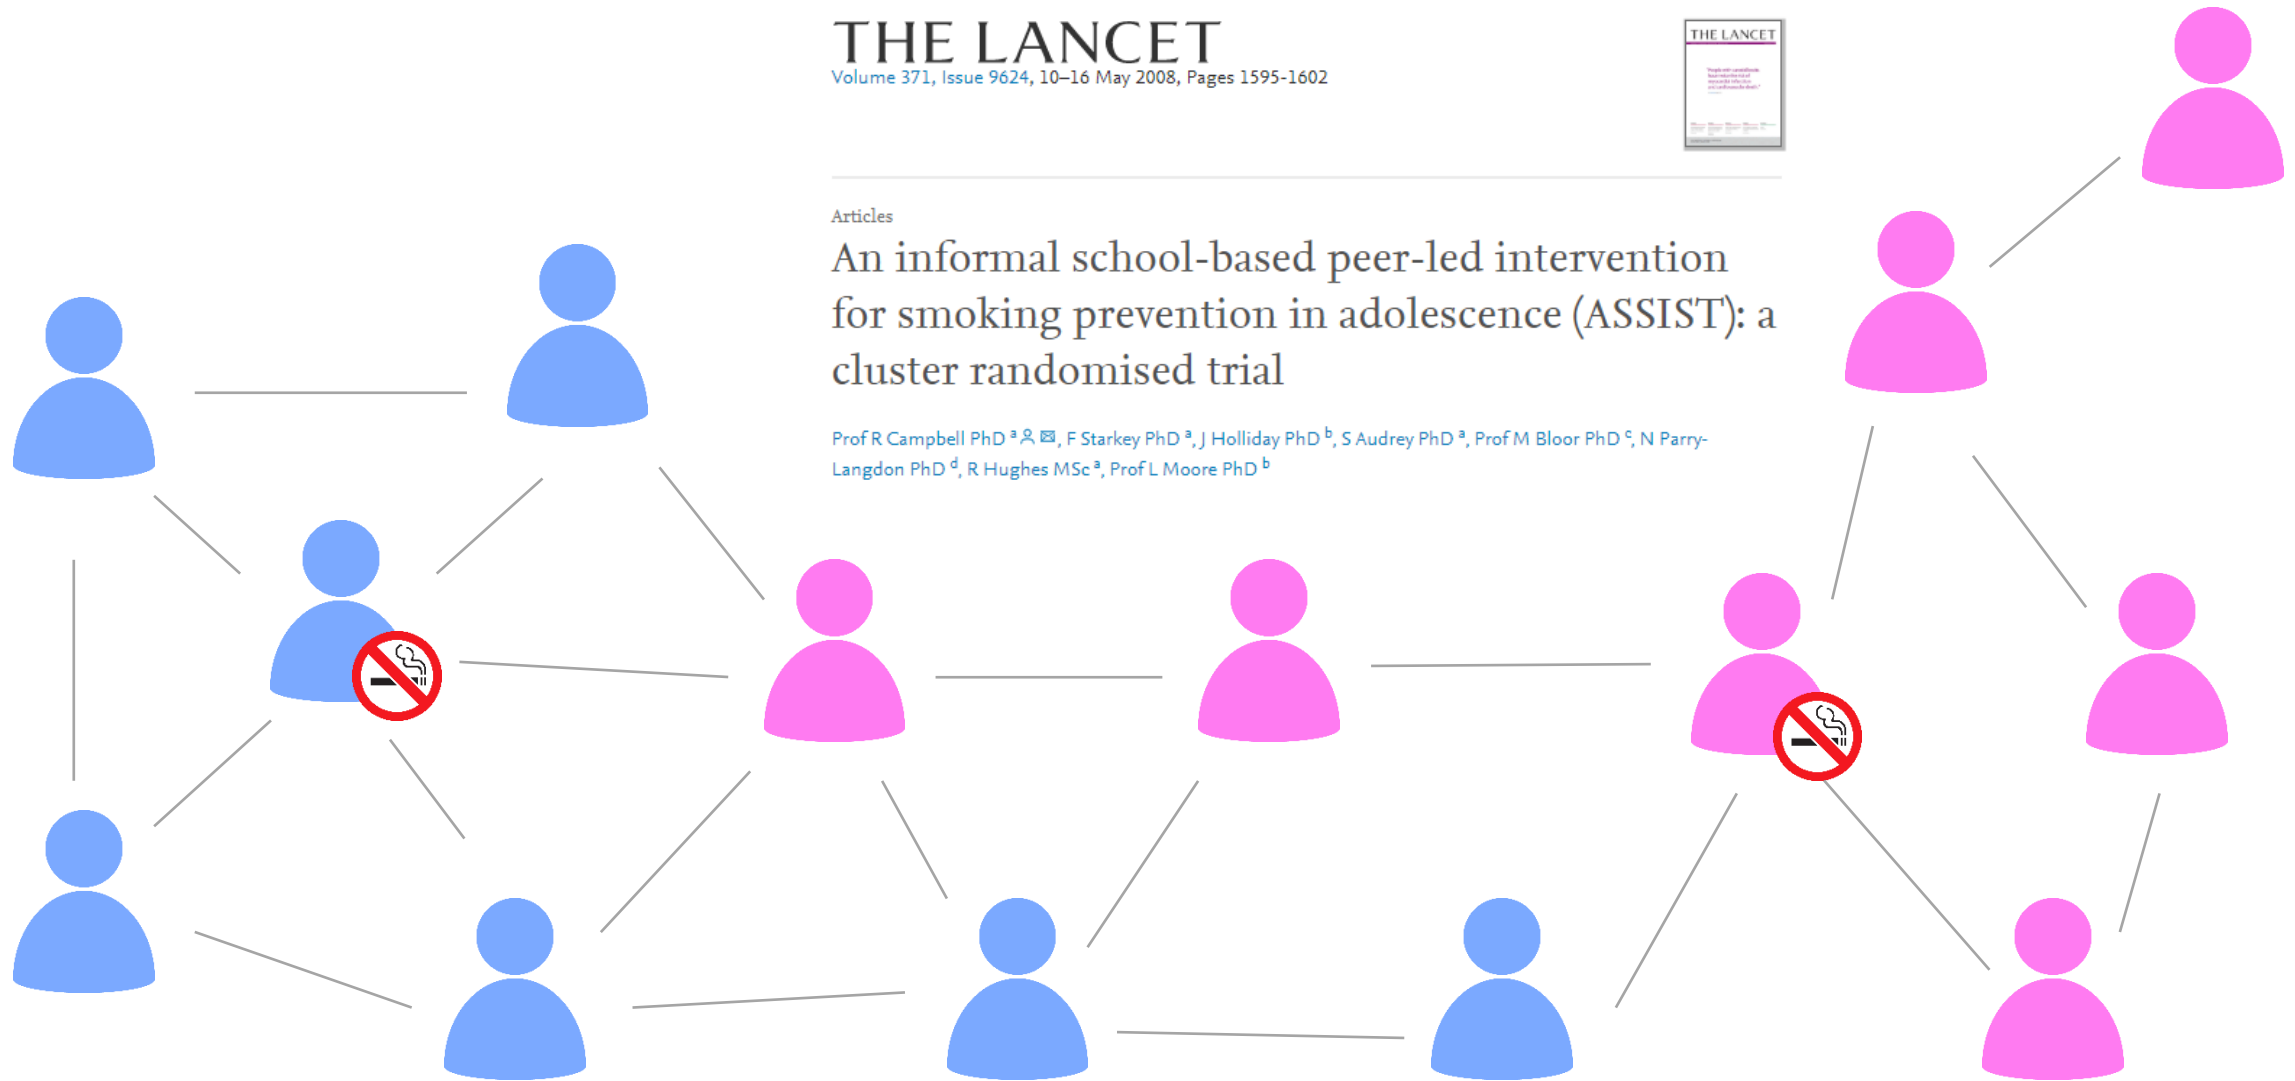 THE LANCET
Volume 371, Issue 9624, 10–16 May 2008, Pages 1595-1602
THE LANCET
Articles
An informal school-based peer-led intervention
for smoking prevention in adolescence (ASSIST): a
cluster randomised trial
Prof R Campbell PhD a, F Starkey PhD a, J Holliday PhD b, S Audrey PhD a, Prof M Bloor PhD c, N Parry-
Langdon PhD d, R Hughes MSc a, Prof L Moore PhD b